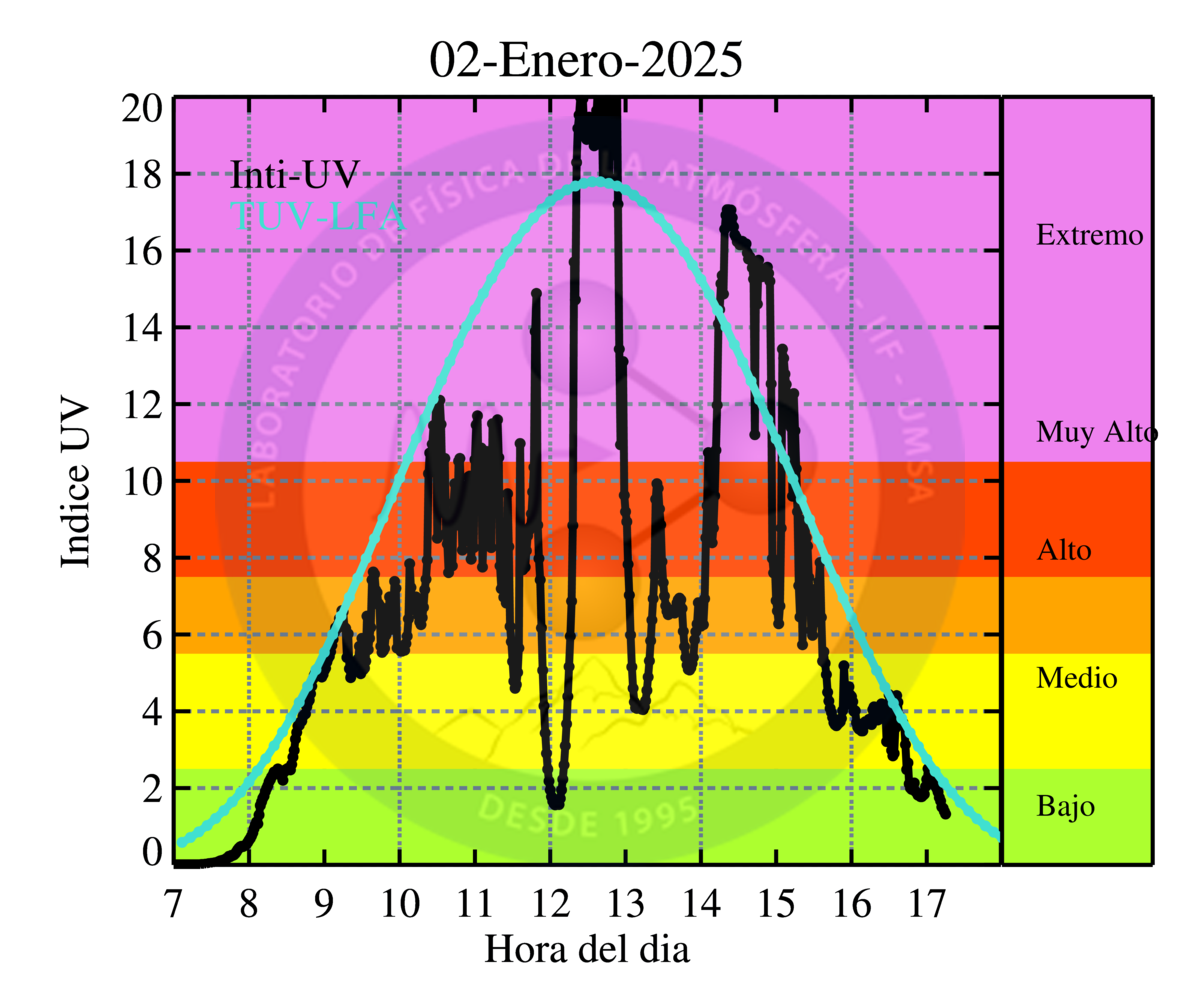 02-Enero-2025
20
18
16
14
12
10
8
6
4
2
0
Indice UV
Inti-UV
TUV-LFA
LABORATORIO DE FÍSICA DE LA ATMÓSFERA - IIF - UMSA
DESDE 1995
Extremo
Muy Alto
Alto
Medio
Bajo
7 8 9 10 11 12 13 14 15 16 17
Hora del dia